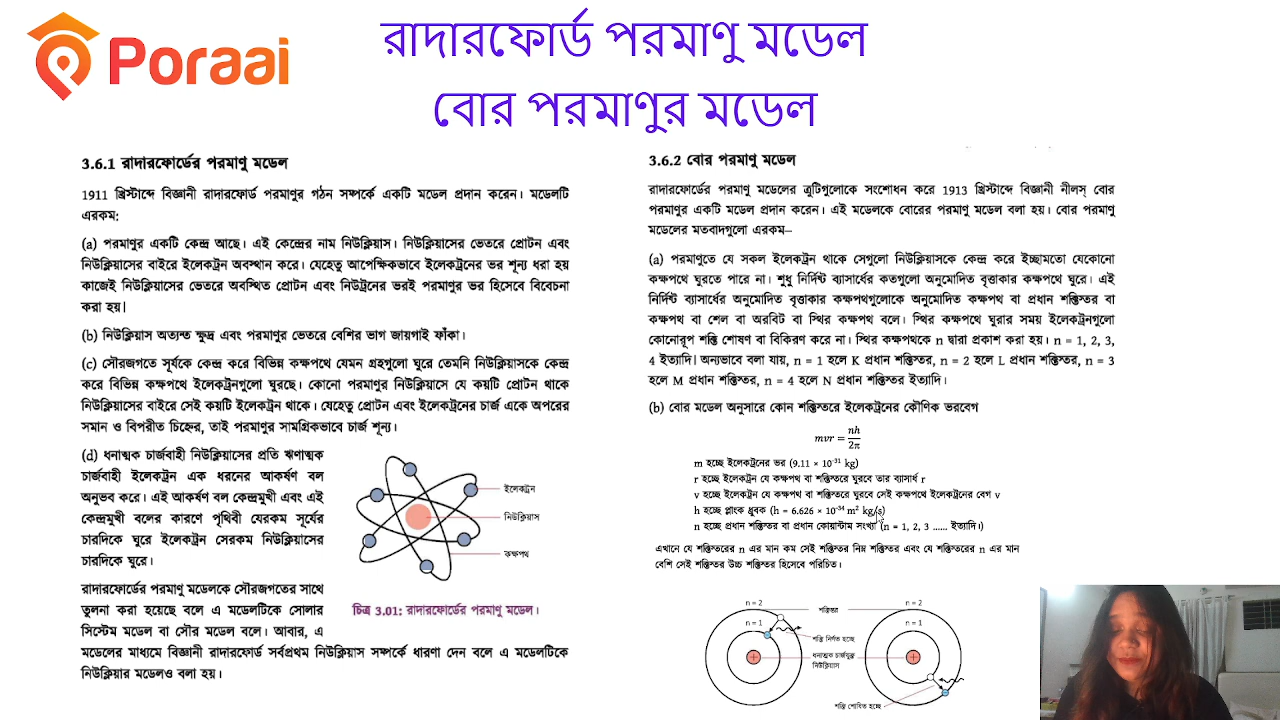 Poraai
রাদারফোর্ড পরমাণু মডেল
বোর পরমাণুর মডেল
3.6.1 রাদারফোর্ডের পরমাণু মডেল
1911 খ্রিস্টাব্দে বিজ্ঞানী রাদারফোর্ড পরমাণুর গঠন সম্পর্কে একটি মডেল প্রদান করেন। মডেলটি
এরকম:
(a) পরমাণুর একটি কেন্দ্র আছে। এই কেন্দ্রের নাম নিউক্লিয়াস। নিউক্লিয়াসের ভেতরে প্রোটন এবং
নিউক্লিয়াসের বাইরে ইলেকট্রন অবস্থান করে। যেহেতু আপেক্ষিকভাবে ইলেকট্রনের ভর শূন্য ধরা হয়
কাজেই নিউক্লিয়াসের ভেতরে অবস্থিত প্রোটন এবং নিউট্রনের ভরই পরমাণুর ভর হিসেবে বিবেচনা
করা হয়।
(b) নিউক্লিয়াস অত্যন্ত ক্ষুদ্র এবং পরমাণুর ভেতরে বেশির ভাগ জায়গাই ফাঁকা।
(c) সৌরজগতে সূর্যকে কেন্দ্র করে বিভিন্ন কক্ষপথে যেমন গ্রহগুলো ঘুরে তেমনি নিউক্লিয়াসকে কেন্দ্র
করে বিভিন্ন কক্ষপথে ইলেকট্রনগুলো ঘুরছে। কোনো পরমাণুর নিউক্লিয়াসে যে কয়টি প্রোটন থাকে
নিউক্লিয়াসের বাইরে সেই কয়টি ইলেকট্রন থাকে। যেহেতু প্রোটন এবং ইলেকট্রনের চার্জ একে অপরের
সমান ও বিপরীত চিহ্নের, তাই পরমাণুর সামগ্রিকভাবে চার্জ শূন্য।
(d) ধনাত্মক চার্জবাহী নিউক্লিয়াসের প্রতি ঋণাত্মক
চার্জবাহী ইলেকট্রন এক ধরনের আকর্ষণ বল
অনুভব করে। এই আকর্ষণ বল কেন্দ্রমুখী এবং এই
কেন্দ্রমুখী বলের কারণে পৃথিবী যেরকম সূর্যের
চারদিকে ঘুরে ইলেকট্রন সেরকম নিউক্লিয়াসের
চারদিকে ঘুরে।
ইলেকট্রন
নিউক্লিয়াস
কক্ষপথ
চিত্র 3.01: রাদারফোর্ডের পরমাণু মডেল।
রাদারফোর্ডের পরমাণু মডেলকে সৌরজগতের সাথে
তুলনা করা হয়েছে বলে এ মডেলটিকে সোলার
সিস্টেম মডেল বা সৌর মডেল বলে। আবার, এ
মডেলের মাধ্যমে বিজ্ঞানী রাদারফোর্ড সর্বপ্রথম নিউক্লিয়াস সম্পর্কে ধারণা দেন বলে এ মডেলটিকে
নিউক্লিয়ার মডেলও বলা হয়।
3.6.2 বোর পরমাণু মডেল
রাদারফোর্ডের পরমাণু মডেলের ত্রুটিগুলোকে সংশোধন করে 1913 খ্রিস্টাব্দে বিজ্ঞানী নীলস্ বোর
পরমাণুর একটি মডেল প্রদান করেন। এই মডেলকে বোরের পরমাণু মডেল বলা হয়। বোর পরমাণু
মডেলের মতবাদগুলো এরকম–
(a) পরমাণুতে যে সকল ইলেকট্রন থাকে সেগুলো নিউক্লিয়াসকে কেন্দ্র করে ইচ্ছামতো যেকোনো
কক্ষপথে ঘুরতে পারে না। শুধু নির্দিষ্ট ব্যাসার্ধের কতগুলো অনুমোদিত বৃত্তাকার কক্ষপথে ঘুরে। এই
নির্দিষ্ট ব্যাসার্ধের অনুমোদিত বৃত্তাকার কক্ষপথগুলোকে অনুমোদিত কক্ষপথ বা প্রধান শক্তিস্তর বা
কক্ষপথ বা শেল বা অরবিট বা স্থির কক্ষপথ বলে। স্থির কক্ষপথে ঘুরার সময় ইলেকট্রনগুলো
কোনোরূপ শক্তি শোষণ বা বিকিরণ করে না। স্থির কক্ষপথকে n দ্বারা প্রকাশ করা হয়। n = 1, 2, 3,
4 ইত্যাদি। অন্যভাবে বলা যায়, n = 1 হলে K প্রধান শক্তিস্তর, n = 2 হলে L প্রধান শক্তিস্তর, n = 3
হলে M প্রধান শক্তিস্তর, n = 4 হলে N প্রধান শক্তিস্তর ইত্যাদি।
(b) বোর মডেল অনুসারে কোন শক্তিস্তরে ইলেকট্রনের কৌণিক ভরবেগ
mvr = nh/2π
m হচ্ছে ইলেকট্রনের ভর (9.11 × 10⁻³¹ kg)
r হচ্ছে ইলেকট্রন যে কক্ষপথ বা শক্তিস্তরে ঘুরবে তার ব্যাসার্ধ r
v হচ্ছে ইলেকট্রন যে কক্ষপথ বা শক্তিস্তরে ঘুরবে সেই কক্ষপথে ইলেকট্রনের বেগ v
h হচ্ছে প্লাংক ধ্রুবক (h = 6.626 × 10⁻³⁴ m² kg/s)
n হচ্ছে প্রধান শক্তিস্তর বা প্রধান কোয়ান্টাম সংখ্যা (n = 1, 2, 3 ...... ইত্যাদি।)
এখানে যে শক্তিস্তরের n এর মান কম সেই শক্তিস্তর নিম্ন শক্তিস্তর এবং যে শক্তিস্তরের n এর মান
বেশি সেই শক্তিস্তর উচ্চ শক্তিস্তর হিসেবে পরিচিত।
n = 2
শক্তিস্তর
n = 2
n = 1
n = 1
শক্তি নির্গত হচ্ছে
ধনাত্মক চার্জযুক্ত
নিউক্লিয়াস
শক্তি শোষিত হচ্ছে